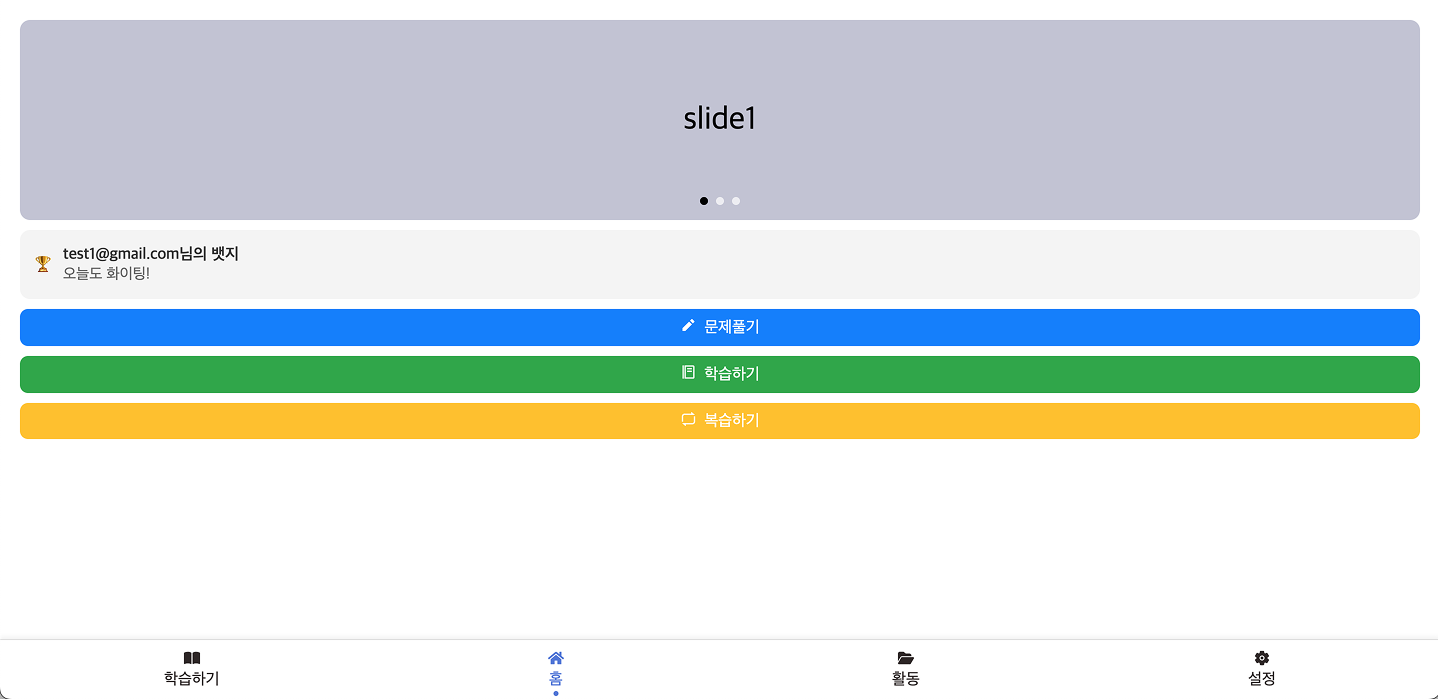 slide1
test1@gmail.com님의 뱃지
오늘도 화이팅!
문제풀기
학습하기
복습하기
학습하기
홈
활동
설정